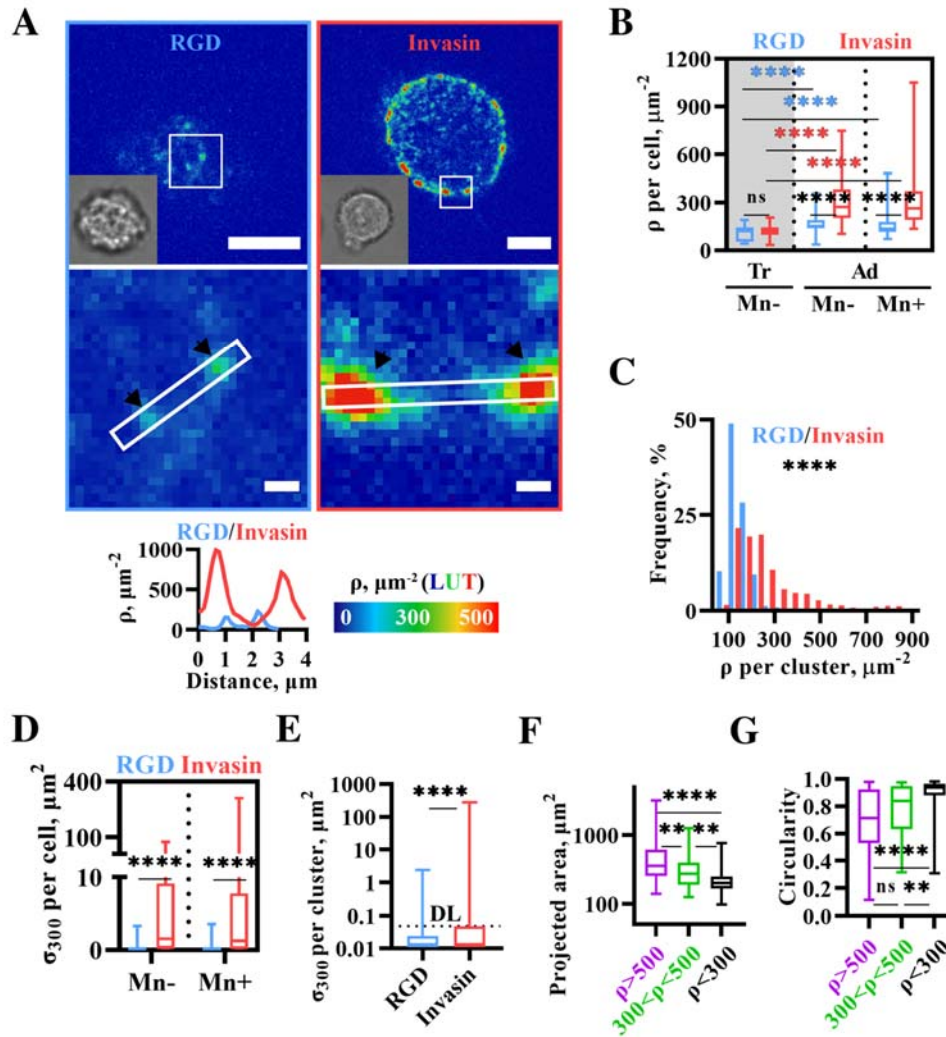 A
RGD
Invasin
RGD/Invasin
ρ, μm-2
1000
500
0
0 1 2 3 4
Distance, μm
ρ, μm-2 (LUT)
0 300 500
B
RGD Invasin
ρ per cell, μm-2
1200
900
600
300
0
****
****
****
****
ns
**** ****
Tr Ad
Mn- Mn- Mn+
C
RGD/Invasin
****
Frequency, %
50
25
0
100 300 500 700 900
ρ per cluster, μm-2
D
RGD Invasin
σ300 per cell, μm2
400
100
10
0
**** ****
Mn- Mn+
E
σ300 per cluster, μm2
1000
100
10
1
0.1
0.01
****
DL
RGD
Invasin
F
Projected area, μm2
1000
100
****
** **
ρ>500
300<ρ<500
ρ<300
G
Circularity
1.0
0.8
0.6
0.4
0.2
0.0
****
ns **
ρ>500
300<ρ<500
ρ<300